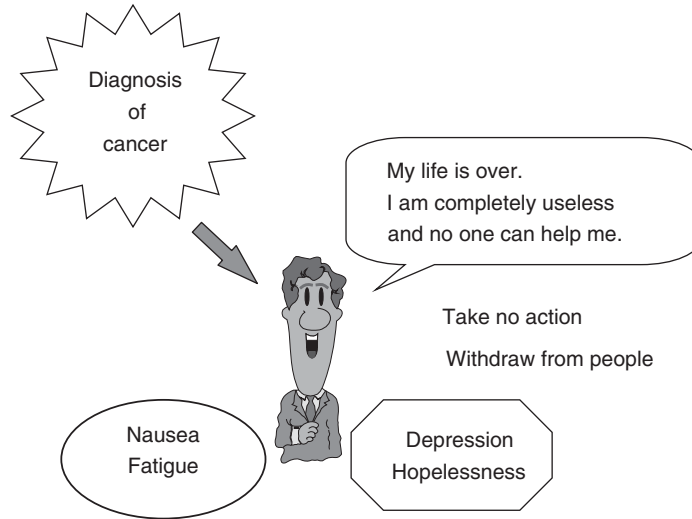 Diagnosis
of
cancer
My life is over.
I am completely useless
and no one can help me.
Take no action
Withdraw from people
Nausea
Fatigue
Depression
Hopelessness